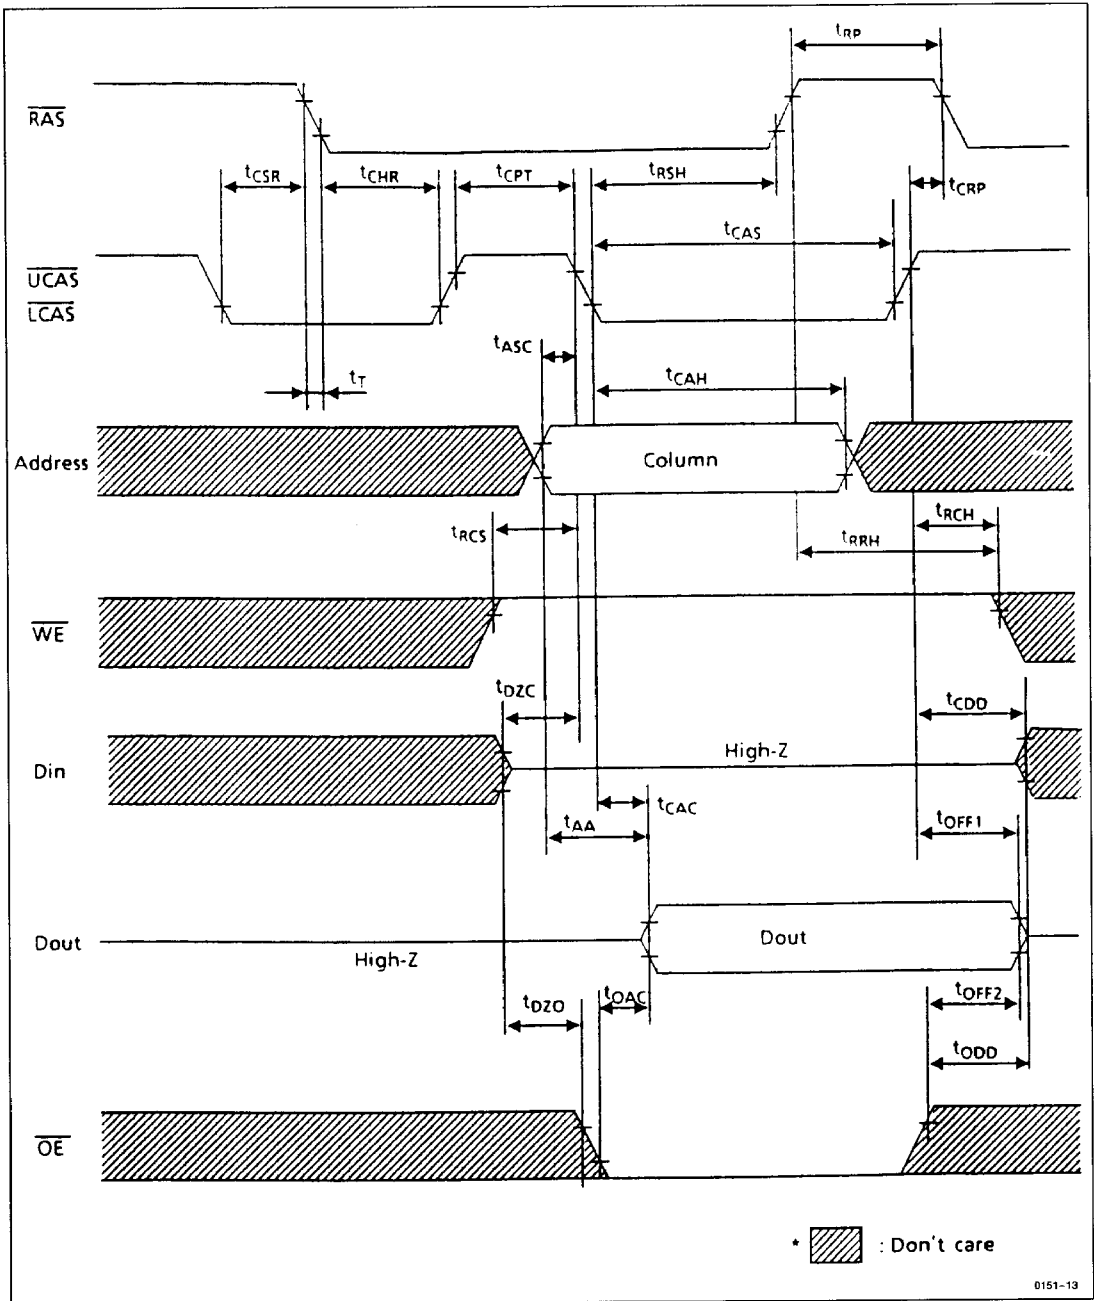 tRP
RAS
tCSR
tCHR
tCPT
tRSH
tCRP
tCAS
UCAS
LCAS
tASC
tCAH
tT
Address
Column
tRCS
tRCH
tRRH
WE
tDZC
tCDD
Din
High-Z
tCAC
tAA
tOFF1
Dout
Dout
High-Z
tDZO
tOAC
tOFF2
tODD
OE
* : Don't care
0151-13